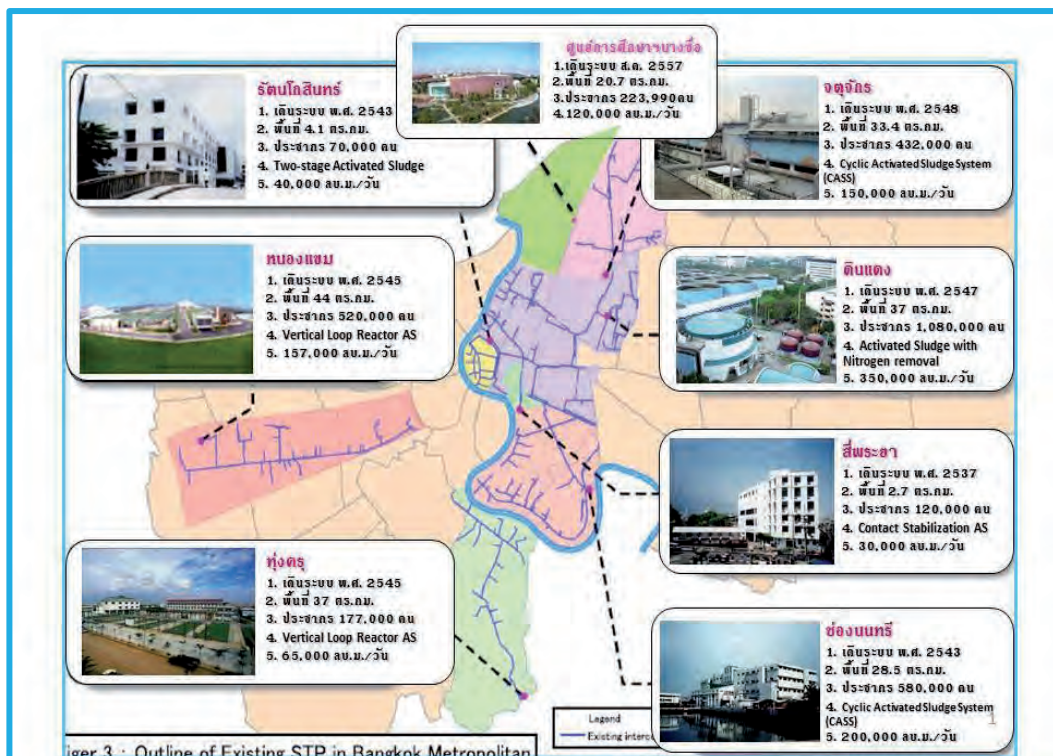 ศูนย์การศึกษาฯบางซื่อ
1.เดินระบบ ส.ค. 2557
2.พื้นที่ 20.7 ตร.กม.
3.ประชากร 223,990คน
4.120,000 ลบ.ม./วัน
รัตนโกสินทร์
1. เดินระบบ พ.ศ. 2543
2. พื้นที่ 4.1 ตร.กม.
3. ประชากร 70,000 คน
4. Two-stage Activated Sludge
5. 40,000 ลบ.ม./วัน
จตุจักร
1. เดินระบบ พ.ศ. 2548
2. พื้นที่ 33.4 ตร.กม.
3. ประชากร 432,000 คน
4. Cyclic Activated Sludge System
(CASS)
5. 150,000 ลบ.ม./วัน
หนองแขม
1. เดินระบบ พ.ศ. 2545
2. พื้นที่ 44 ตร.กม.
3. ประชากร 520,000 คน
4. Vertical Loop Reactor AS
5. 157,000 ลบ.ม./วัน
ดินแดง
1. เดินระบบ พ.ศ. 2547
2. พื้นที่ 37 ตร.กม.
3. ประชากร 1,080,000 คน
4. Activated Sludge with
Nitrogen removal
5. 350,000 ลบ.ม./วัน
สี่พระยา
1. เดินระบบ พ.ศ. 2537
2. พื้นที่ 2.7 ตร.กม.
3. ประชากร 120,000 คน
4. Contact Stabilization AS
5. 30,000 ลบ.ม./วัน
ทุ่งครุ
1. เดินระบบ พ.ศ. 2545
2. พื้นที่ 37 ตร.กม.
3. ประชากร 177,000 คน
4. Vertical Loop Reactor AS
5. 65,000 ลบ.ม./วัน
ช่องนนทรี
1. เดินระบบ พ.ศ. 2543
2. พื้นที่ 28.5 ตร.กม.
3. ประชากร 580,000 คน
4. Cyclic Activated Sludge System
(CASS)
5. 200,000 ลบ.ม./วัน
1
Legend
Existing
3 : Outline of Existing STP in Bangkok Metropolitan